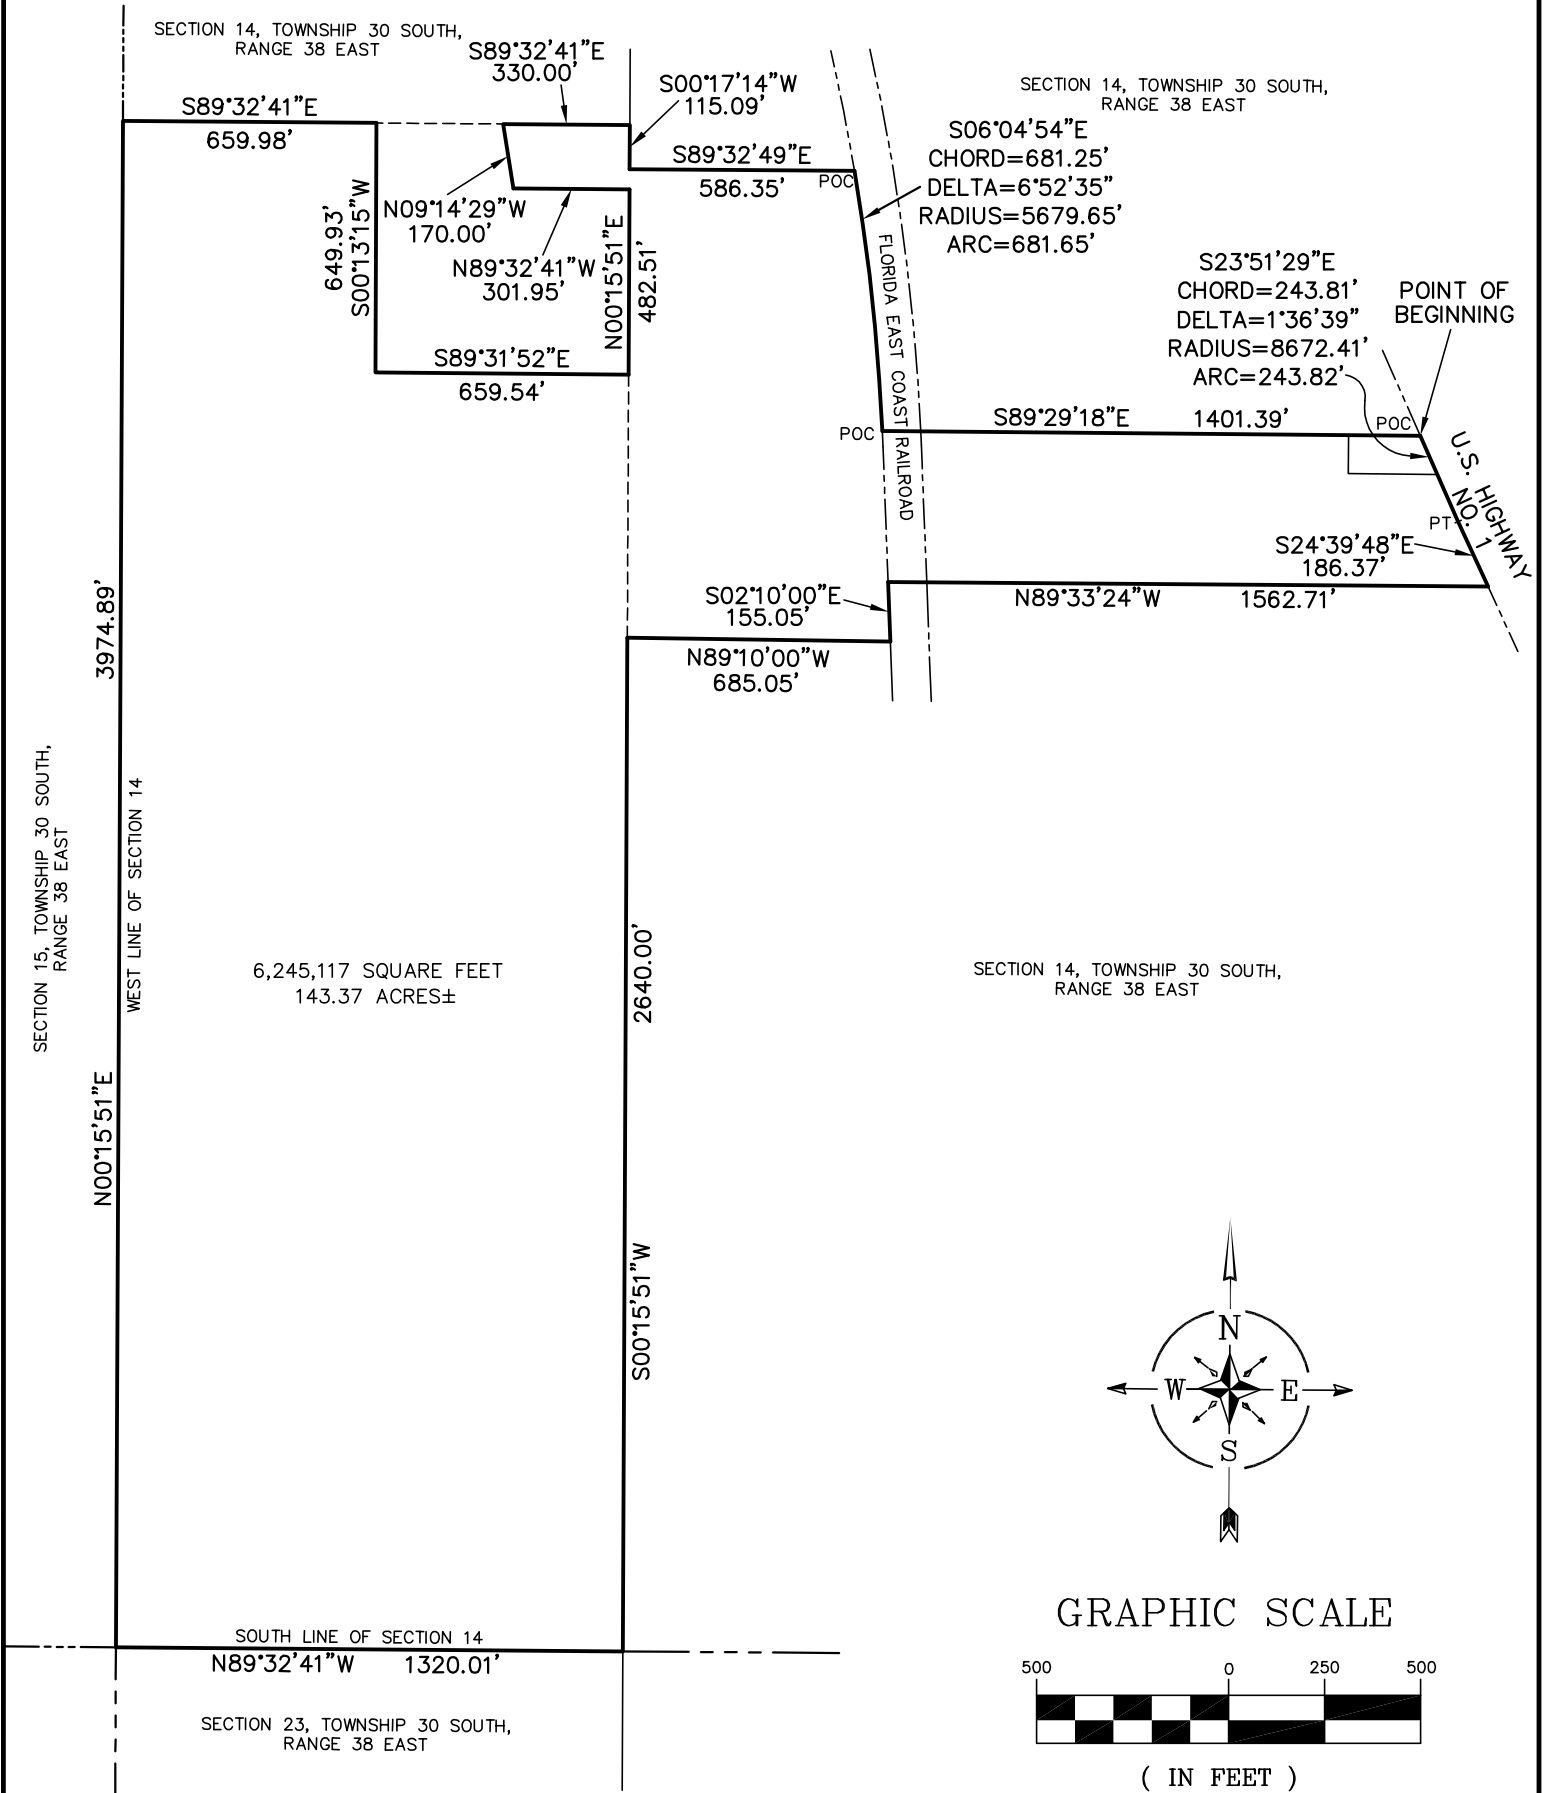 SECTION 14, TOWNSHIP 30 SOUTH,
RANGE 38 EAST
S89°32'41"E
330.00'
S00°17'14"W
115.09'
SECTION 14, TOWNSHIP 30 SOUTH,
RANGE 38 EAST
S89°32'41"E
659.98'
S89°32'49"E
586.35'
POC
S06°04'54"E
CHORD=681.25'
DELTA=6°52'35"
RADIUS=5679.65'
ARC=681.65'
649.93'
S00°13'15"W
N09°14'29"W
170.00'
N89°32'41"W
301.95'
N00°15'51"E
482.51'
S89°31'52"E
659.54'
FLORIDA EAST COAST RAILROAD
S23°51'29"E
CHORD=243.81'
DELTA=1°36'39"
RADIUS=8672.41'
ARC=243.82'
POINT OF
BEGINNING
POC
S89°29'18"E 1401.39'
POC
U.S. HIGHWAY
NO. 1
PT
S24°39'48"E
186.37'
N89°33'24"W 1562.71'
S02°10'00"E
155.05'
N89°10'00"W
685.05'
3974.89'
N00°15'51"E
WEST LINE OF SECTION 14
SECTION 15, TOWNSHIP 30 SOUTH,
RANGE 38 EAST
6,245,117 SQUARE FEET
143.37 ACRES±
2640.00'
S00°15'51"W
SECTION 14, TOWNSHIP 30 SOUTH,
RANGE 38 EAST
SOUTH LINE OF SECTION 14
N89°32'41"W 1320.01'
SECTION 23, TOWNSHIP 30 SOUTH,
RANGE 38 EAST
N
W E
S
GRAPHIC SCALE
500 0 250 500
( IN FEET )